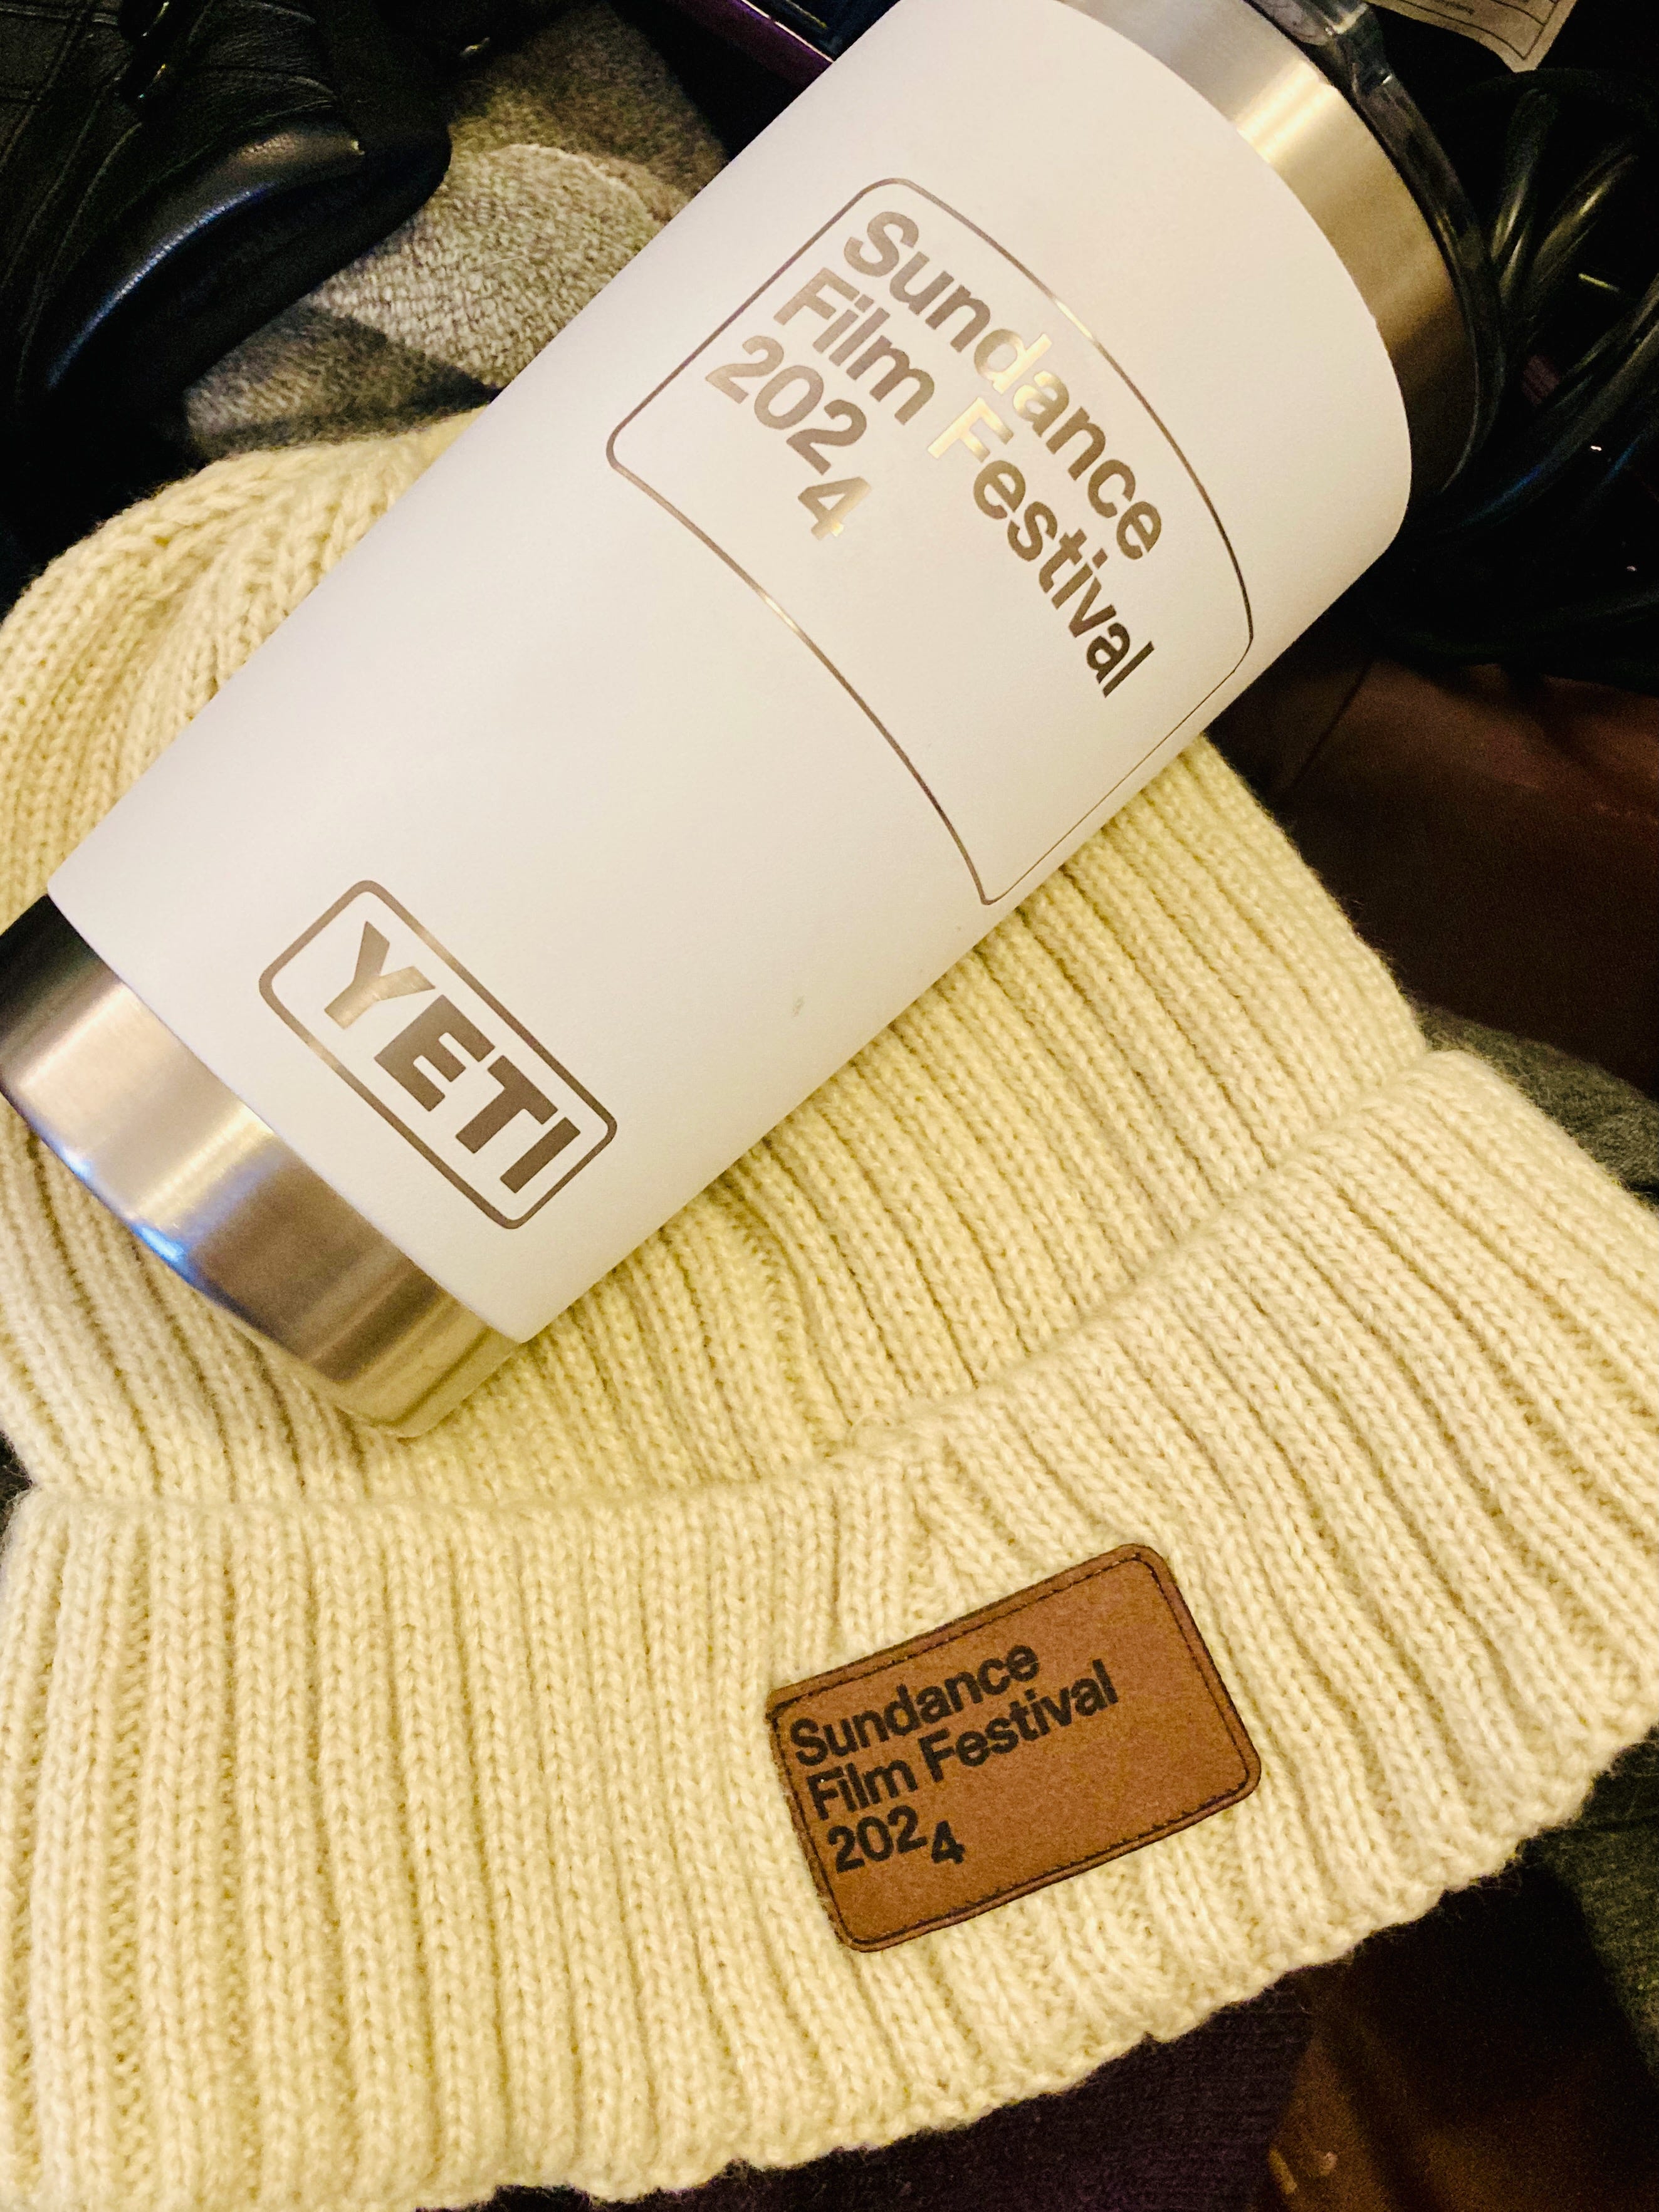 Sundance
Film Festival
2024
YETI
Sundance
Film Festival
2024